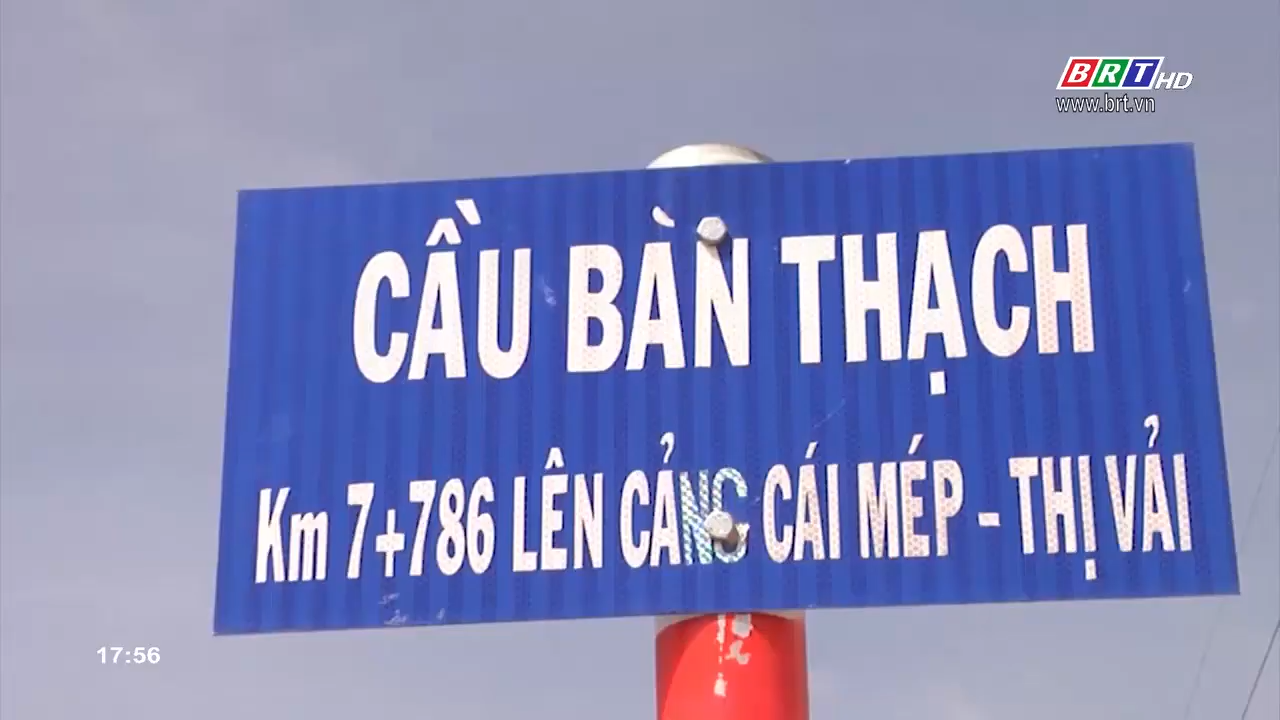 BRT HD
www.brt.vn
CẦU BÀN THẠCH
Km 7+786 LÊN CẢNG CÁI MÉP - THỊ VẢI
17:56